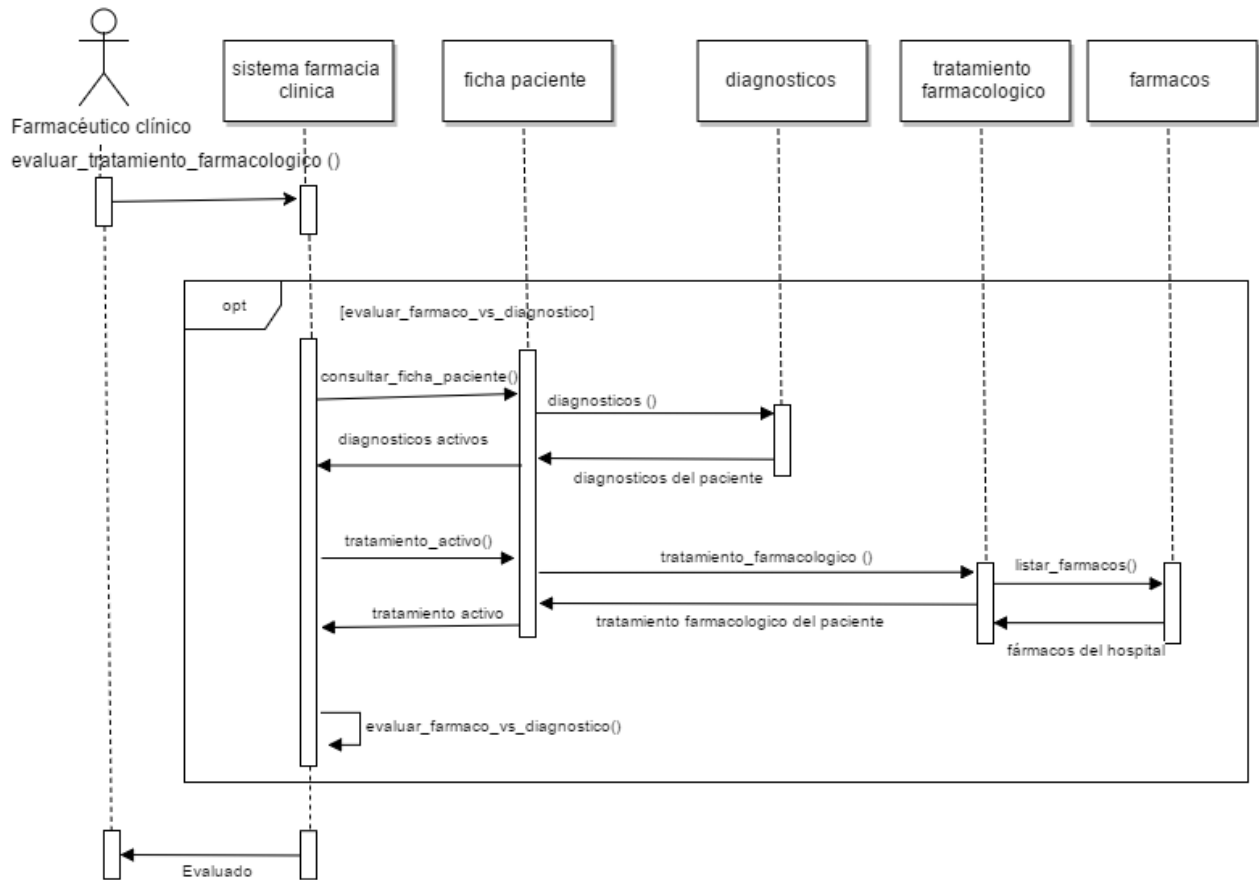 sistema farmacia
clinica
ficha paciente
diagnosticos
tratamiento
farmacologico
farmacos
Farmacéutico clínico
evaluar_tratamiento_farmacologico ()
opt
[evaluar_farmaco_vs_diagnostico]
consultar_ficha_paciente()
diagnosticos ()
diagnosticos activos
diagnosticos del paciente
tratamiento_activo()
tratamiento_farmacologico ()
listar_farmacos()
tratamiento activo
tratamiento farmacologico del paciente
fármacos del hospital
evaluar_farmaco_vs_diagnostico()
Evaluado